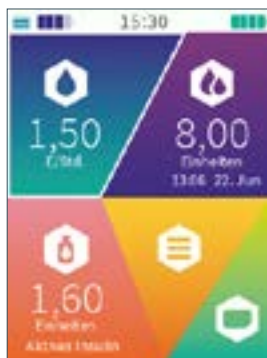 15:30
1,50
E/Std.
8,00
Einheiten
13:06 22. Jun
1,60
Einheiten
Aktives Insulin